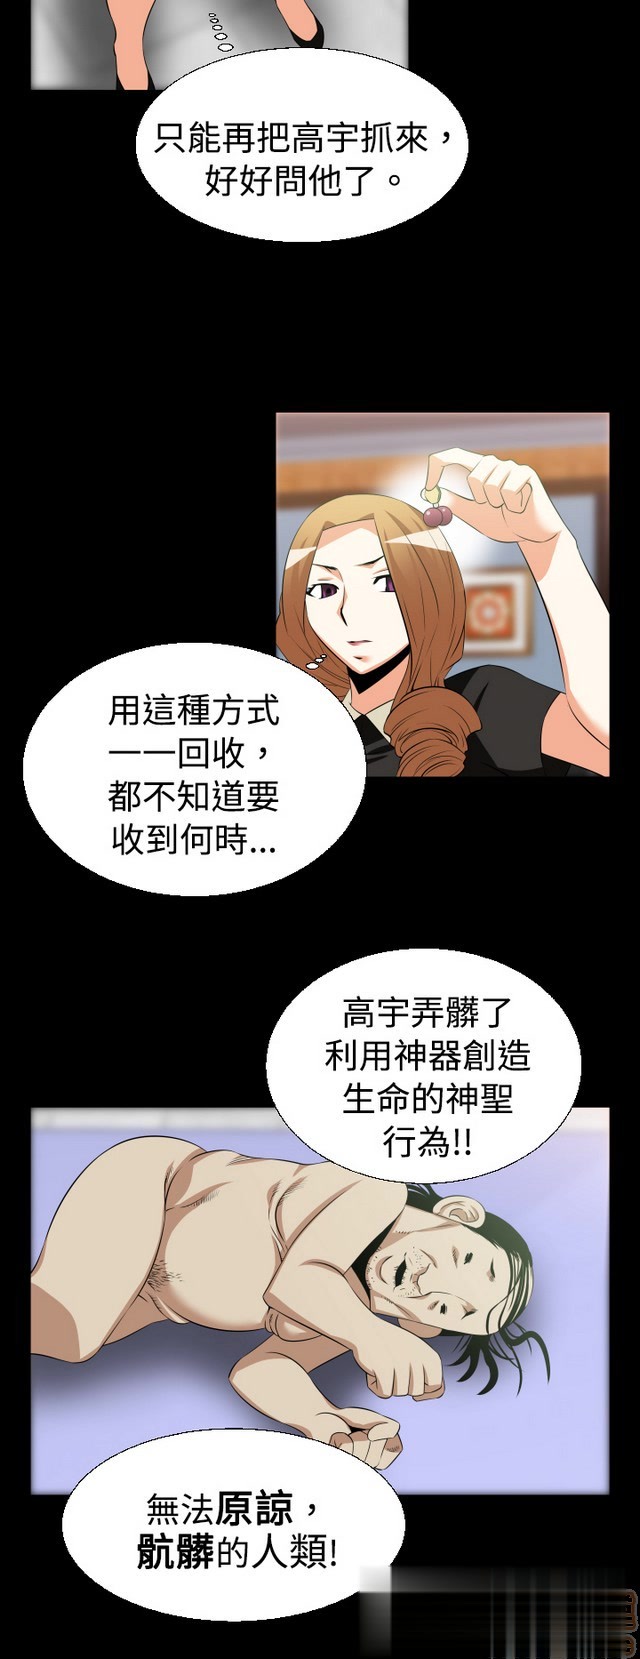 只能再把高宇抓來，
好好問他了。
用這種方式
一一回收，
都不知道要
收到何時...
高宇弄髒了
利用神器創造
生命的神聖
行為!!
無法原諒，
骯髒的人類!